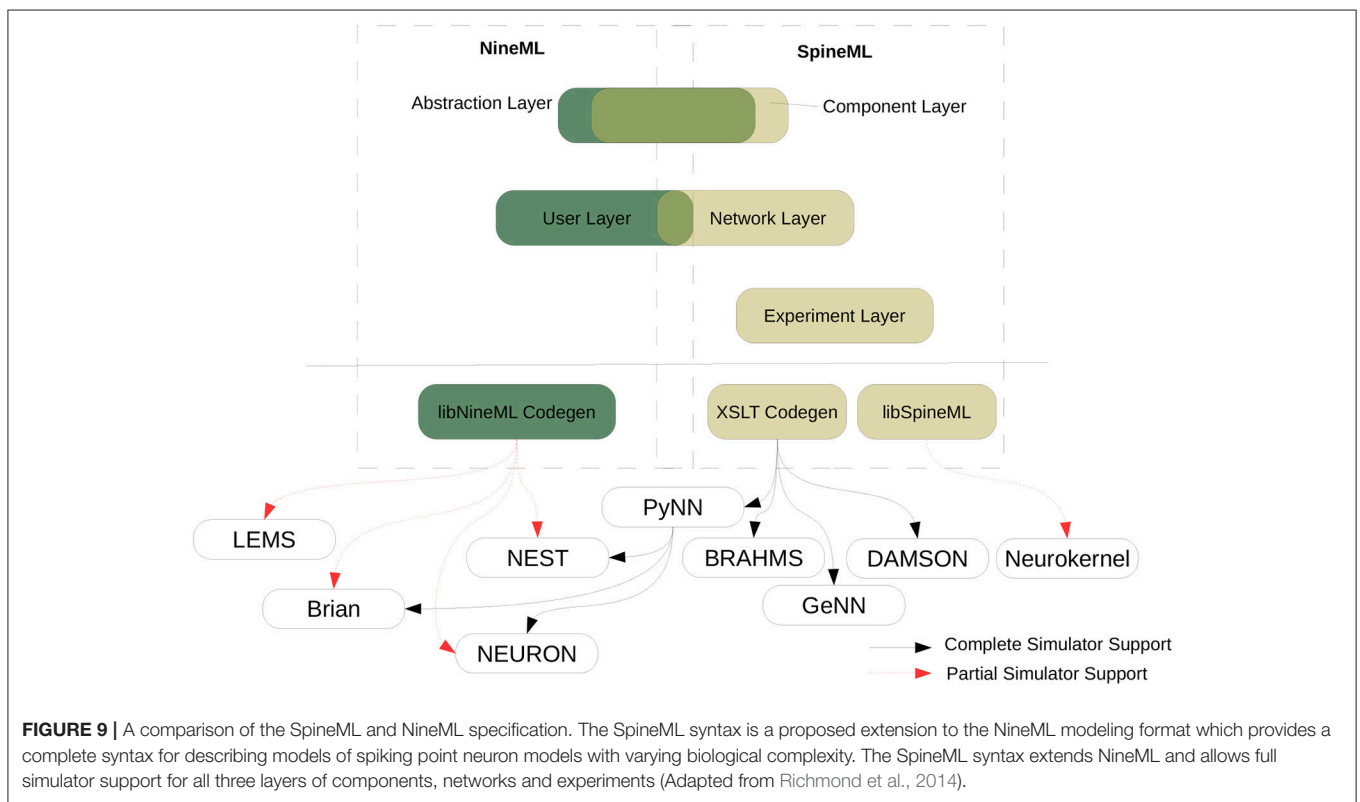 NineML
SpineML
Abstraction Layer
Component Layer
User Layer
Network Layer
Experiment Layer
libNineML Codegen
XSLT Codegen
libSpineML
PyNN
LEMS
NEST
BRAHMS
DAMSON
Neurokernel
Brian
GeNN
NEURON
Complete Simulator Support
Partial Simulator Support
FIGURE 9 | A comparison of the SpineML and NineML specification. The SpineML syntax is a proposed extension to the NineML modeling format which provides a
complete syntax for describing models of spiking point neuron models with varying biological complexity. The SpineML syntax extends NineML and allows full
simulator support for all three layers of components, networks and experiments (Adapted from Richmond et al., 2014).